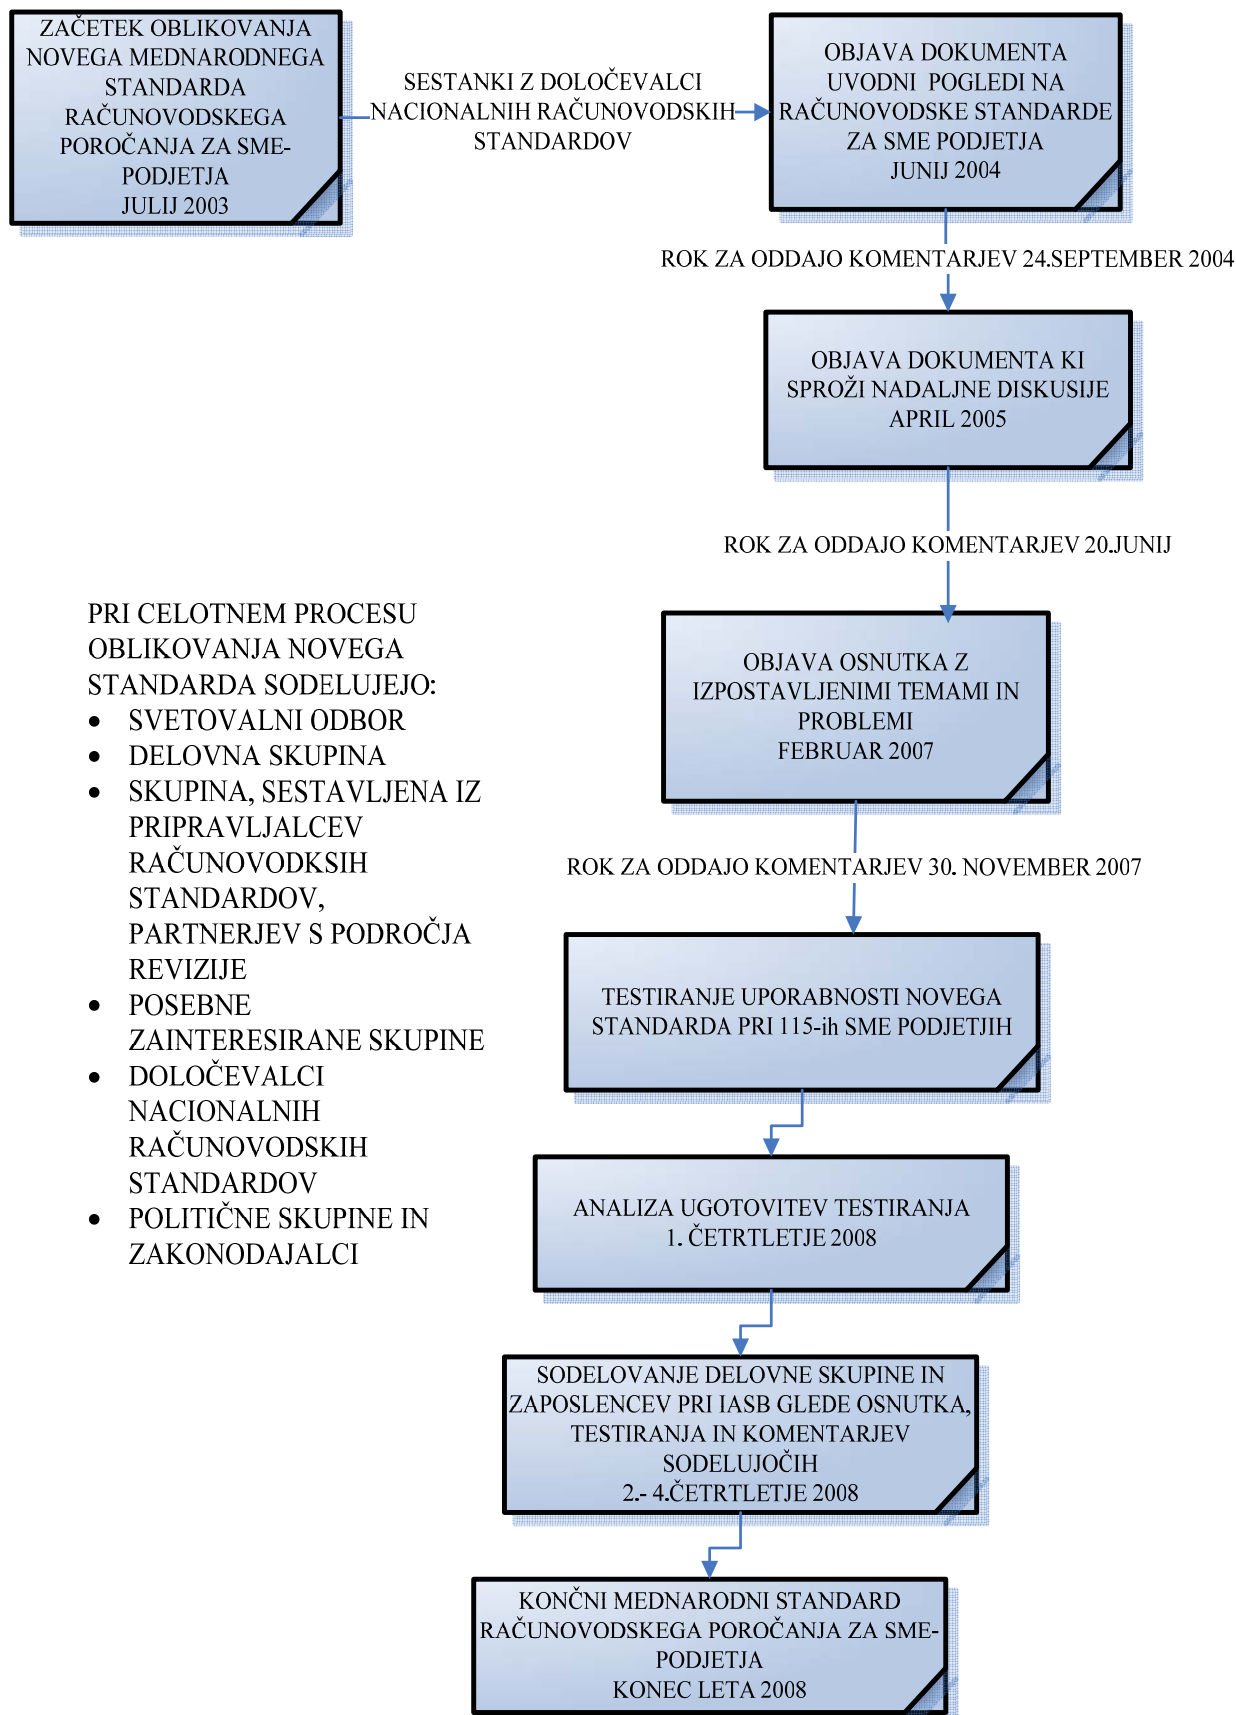 ZAČETEK OBLIKOVANJA
NOVEGA MEDNARODNEGA
STANDARDA
RAČUNOVODSKEGA
POROČANJA ZA SME-
PODJETJA
JULIJ 2003
SESTANKI Z DOLOČEVALCI
NACIONALNIH RAČUNOVODSKIH
STANDARDOV
OBJAVA DOKUMENTA
UVODNI POGLEDI NA
RAČUNOVODSKE STANDARDE
ZA SME PODJETJA
JUNIJ 2004
ROK ZA ODDAJO KOMENTARJEV 24.SEPTEMBER 2004
OBJAVA DOKUMENTA KI
SPROŽI NADALJNE DISKUSIJE
APRIL 2005
ROK ZA ODDAJO KOMENTARJEV 20.JUNIJ
OBJAVA OSNUTKA Z
IZPOSTAVLJENIMI TEMAMI IN
PROBLEMI
FEBRUAR 2007
ROK ZA ODDAJO KOMENTARJEV 30. NOVEMBER 2007
TESTIRANJE UPORABNOSTI NOVEGA
STANDARDA PRI 115-ih SME PODJETJIH
ANALIZA UGOTOVITEV TESTIRANJA
1. ČETRTLETJE 2008
SODELOVANJE DELOVNE SKUPINE IN
ZAPOSLENCEV PRI IASB GLEDE OSNUTKA,
TESTIRANJA IN KOMENTARJEV
SODELUJOČIH
2.- 4.ČETRTLETJE 2008
KONČNI MEDNARODNI STANDARD
RAČUNOVODSKEGA POROČANJA ZA SME-
PODJETJA
KONEC LETA 2008
PRI CELOTNEM PROCESU
OBLIKOVANJA NOVEGA
STANDARDA SODELUJEJO:
• SVETOVALNI ODBOR
• DELOVNA SKUPINA
• SKUPINA, SESTAVLJENA IZ
PRIPRAVLJALCEV
RAČUNOVODKSIH
STANDARDOV,
PARTNERJEV S PODROČJA
REVIZIJE
• POSEBNE
ZAINTERESIRANE SKUPINE
• DOLOČEVALCI
NACIONALNIH
RAČUNOVODSKIH
STANDARDOV
• POLITIČNE SKUPINE IN
ZAKONODAJALCI